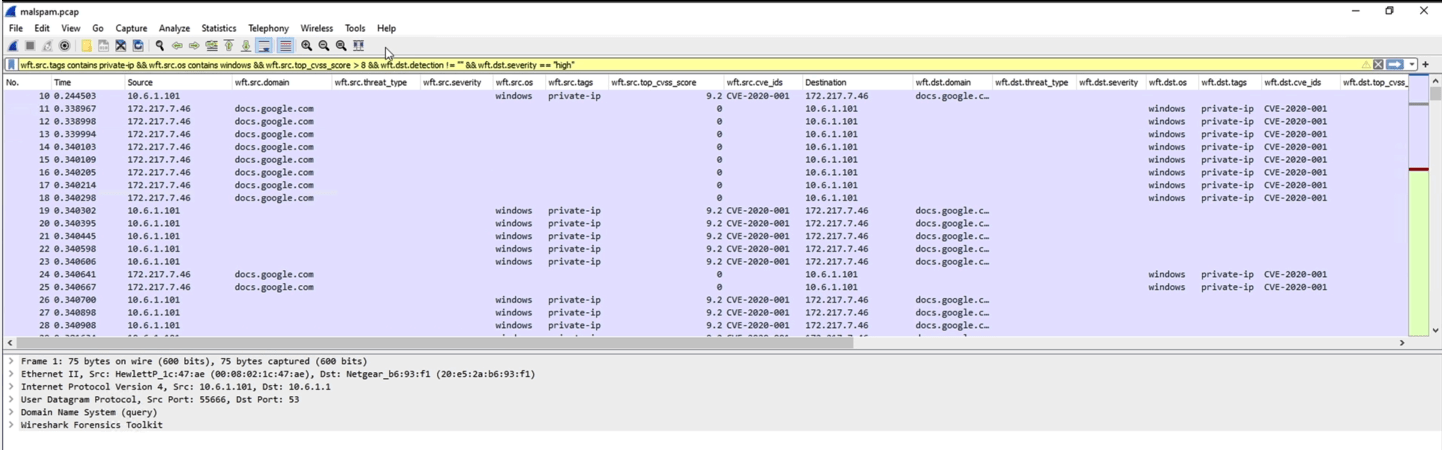 malspam.pcap
File Edit View Go Capture Analyze Statistics Telephony Wireless Tools Help
wft.src.tags contains private-ip && wft.src.os contains windows && wft.src.top_cvss_score > 8 && wft.dst.detection != "" && wft.dst.severity == "high"
No. Time Source wft.src.domain wft.src.threat_type wft.src.severity wft.src.os wft.src.tags wft.src.top_cvss_score wft.src.cve_ids Destination wft.dst.domain wft.dst.threat_type wft.dst.severity wft.dst.os wft.dst.tags wft.dst.cve_ids wft.dst.top_cvss_
10 0.244503 10.6.1.101 windows private-ip 9.2 CVE-2020-001 172.217.7.46 docs.google.c…
11 0.338967 172.217.7.46 docs.google.com 0 10.6.1.101 windows private-ip CVE-2020-001
12 0.338998 172.217.7.46 docs.google.com 0 10.6.1.101 windows private-ip CVE-2020-001
13 0.339994 172.217.7.46 docs.google.com 0 10.6.1.101 windows private-ip CVE-2020-001
14 0.340103 172.217.7.46 docs.google.com 0 10.6.1.101 windows private-ip CVE-2020-001
15 0.340109 172.217.7.46 docs.google.com 0 10.6.1.101 windows private-ip CVE-2020-001
16 0.340205 172.217.7.46 docs.google.com 0 10.6.1.101 windows private-ip CVE-2020-001
17 0.340214 172.217.7.46 docs.google.com 0 10.6.1.101 windows private-ip CVE-2020-001
18 0.340298 172.217.7.46 docs.google.com 0 10.6.1.101 windows private-ip CVE-2020-001
19 0.340302 10.6.1.101 windows private-ip 9.2 CVE-2020-001 172.217.7.46 docs.google.c…
20 0.340395 10.6.1.101 windows private-ip 9.2 CVE-2020-001 172.217.7.46 docs.google.c…
21 0.340445 10.6.1.101 windows private-ip 9.2 CVE-2020-001 172.217.7.46 docs.google.c…
22 0.340598 10.6.1.101 windows private-ip 9.2 CVE-2020-001 172.217.7.46 docs.google.c…
23 0.340606 10.6.1.101 windows private-ip 9.2 CVE-2020-001 172.217.7.46 docs.google.c…
24 0.340641 172.217.7.46 docs.google.com 0 10.6.1.101 windows private-ip CVE-2020-001
25 0.340667 172.217.7.46 docs.google.com 0 10.6.1.101 windows private-ip CVE-2020-001
26 0.340700 10.6.1.101 windows private-ip 9.2 CVE-2020-001 172.217.7.46 docs.google.c…
27 0.340898 10.6.1.101 windows private-ip 9.2 CVE-2020-001 172.217.7.46 docs.google.c…
28 0.340908 10.6.1.101 windows private-ip 9.2 CVE-2020-001 172.217.7.46 docs.google.c…
Frame 1: 75 bytes on wire (600 bits), 75 bytes captured (600 bits)
Ethernet II, Src: HewlettP_1c:47:ae (00:08:02:1c:47:ae), Dst: Netgear_b6:93:f1 (20:e5:2a:b6:93:f1)
Internet Protocol Version 4, Src: 10.6.1.101, Dst: 10.6.1.1
User Datagram Protocol, Src Port: 55666, Dst Port: 53
Domain Name System (query)
Wireshark Forensics Toolkit